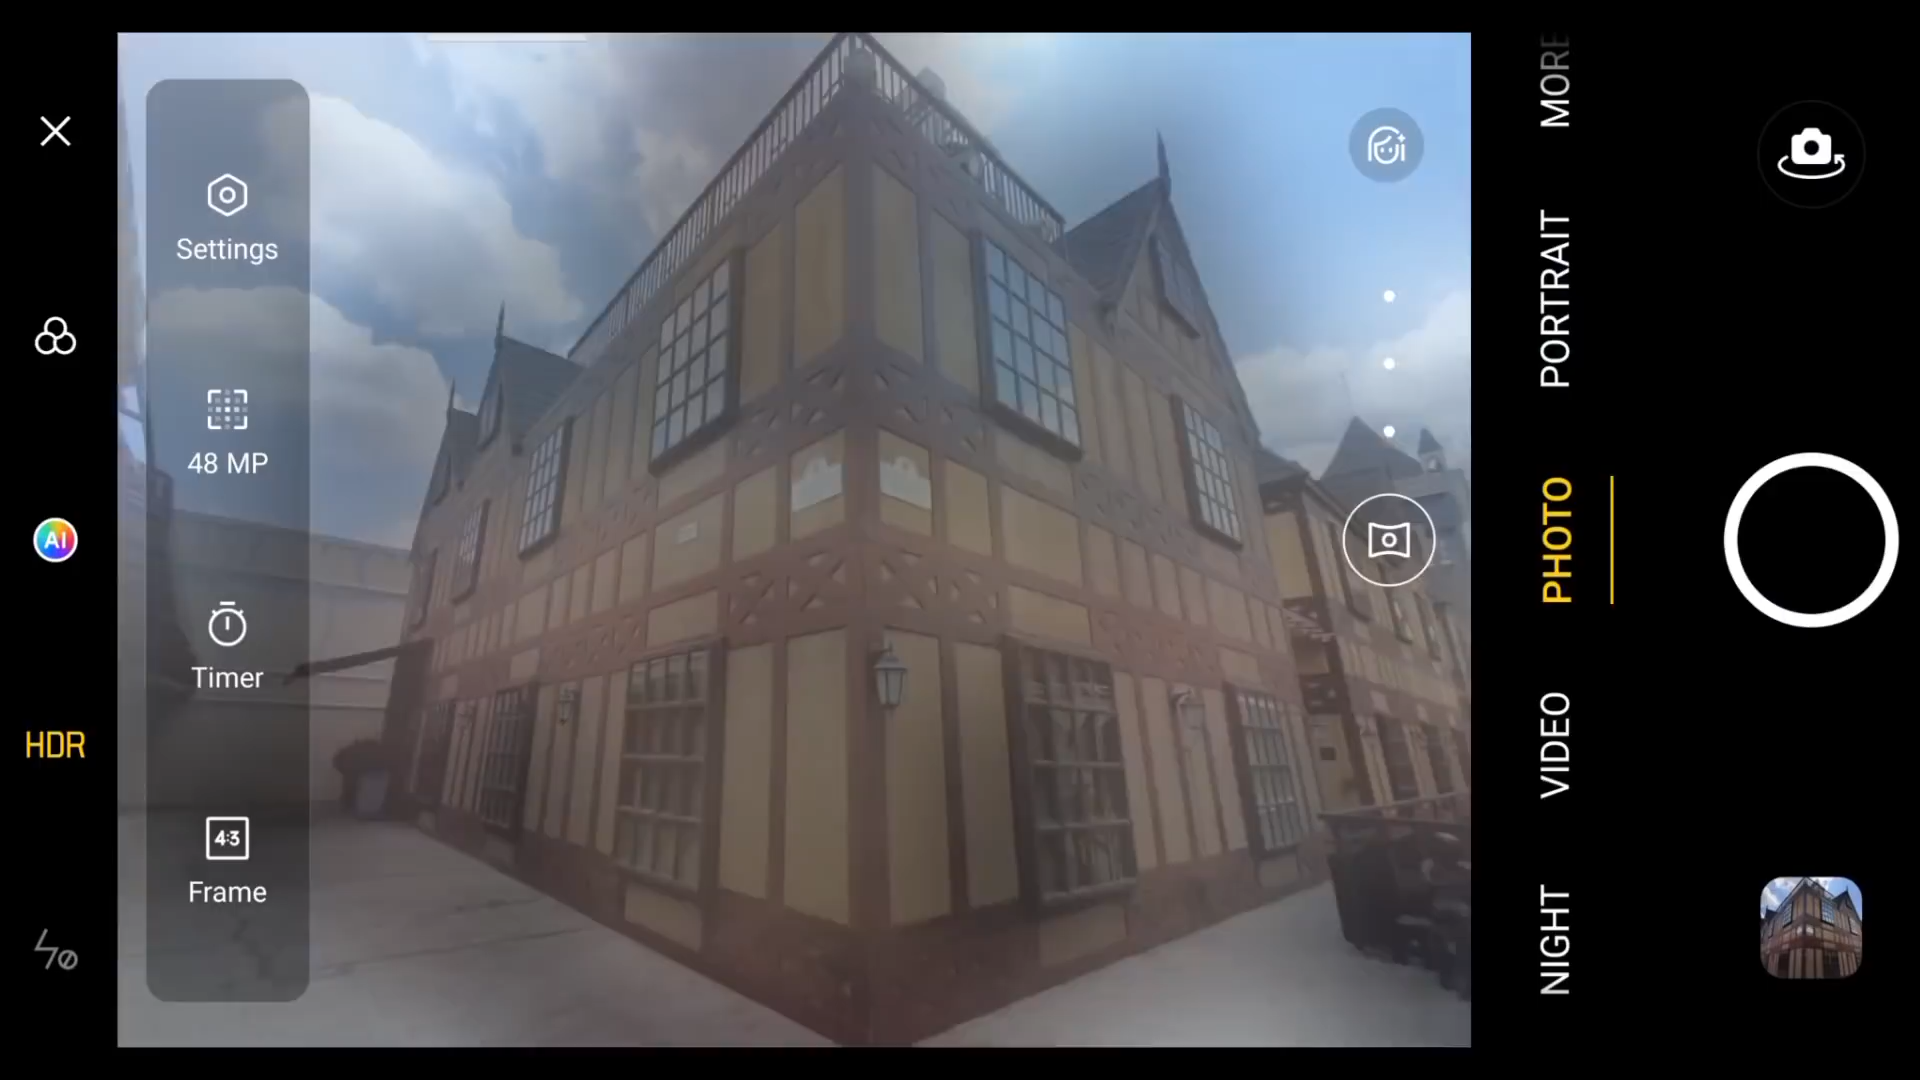 Settings
48 MP
Timer
4:3
Frame
AI
HDR
MORE
PORTRAIT
PHOTO
VIDEO
NIGHT